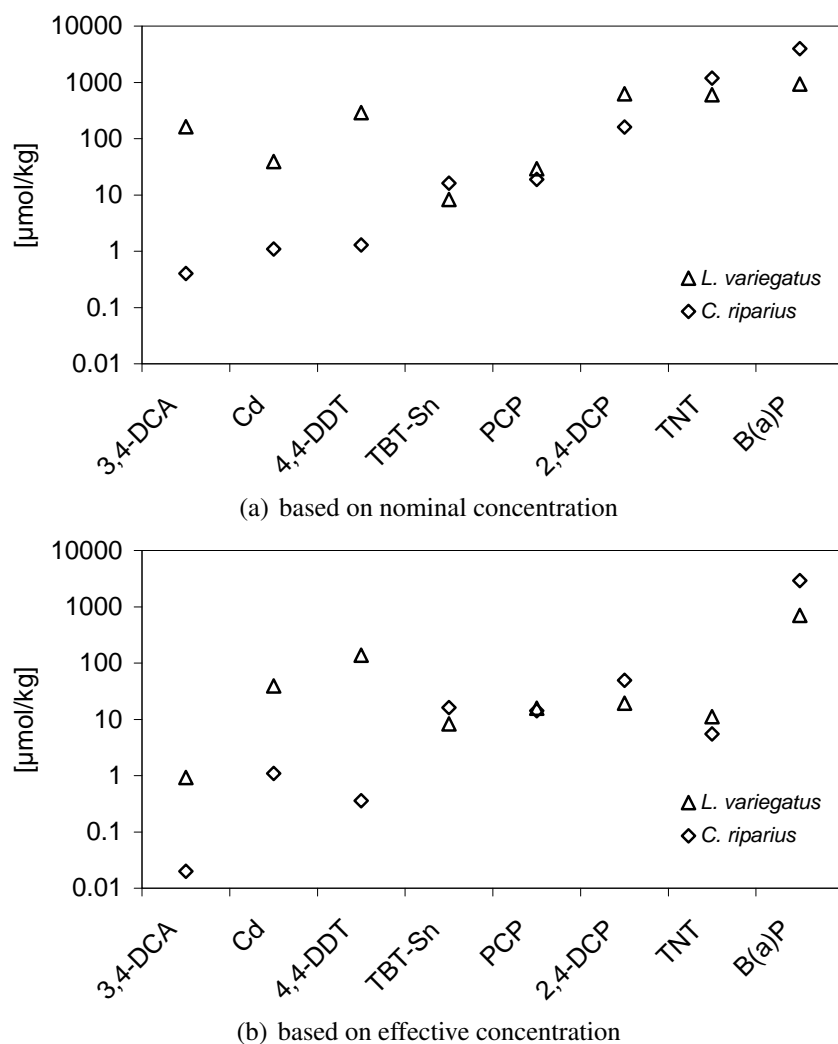 10000
1000
100
10
1
0.1
0.01
[µmol/kg]
L. variegatus
C. riparius
3,4-DCA
Cd
4,4-DDT
TBT-Sn
PCP
2,4-DCP
TNT
B(a)P
(a) based on nominal concentration
10000
1000
100
10
1
0.1
0.01
[µmol/kg]
L. variegatus
C. riparius
3,4-DCA
Cd
4,4-DDT
TBT-Sn
PCP
2,4-DCP
TNT
B(a)P
(b) based on effective concentration